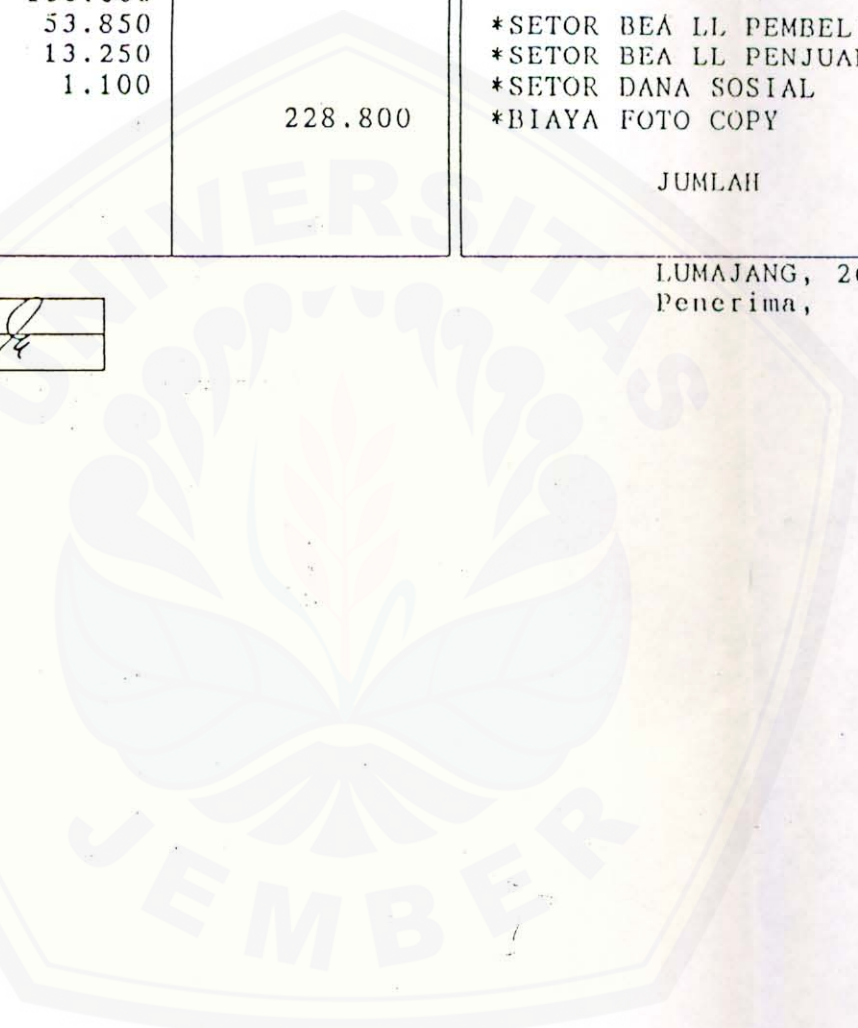 53.850 *SETOR BEA LL PEMBEL
13.250 *SETOR BEA LL PENJUA
1.100 *SETOR DANA SOSIAL
228.800 *BIAYA FOTO COPY
JUMLAH
LUMAJANG, 2
Penerima,
UNIVERSITAS
JEMBER